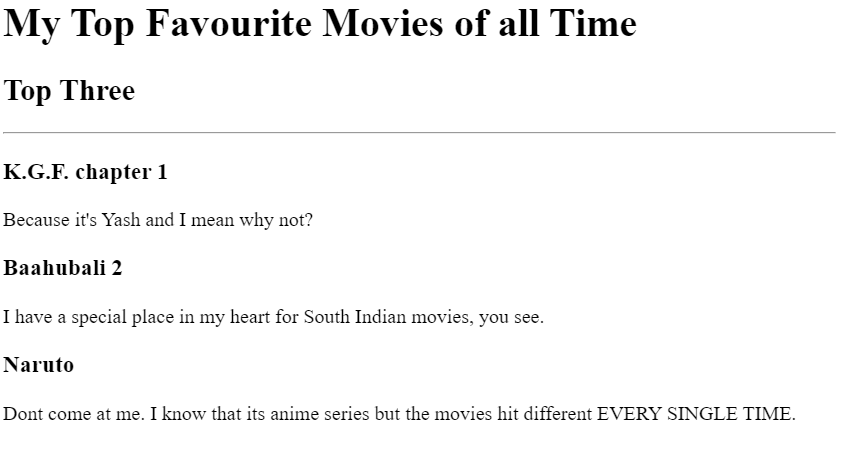 My Top Favourite Movies of all Time
Top Three
K.G.F. chapter 1
Because it's Yash and I mean why not?
Baahubali 2
I have a special place in my heart for South Indian movies, you see.
Naruto
Dont come at me. I know that its anime series but the movies hit different EVERY SINGLE TIME.